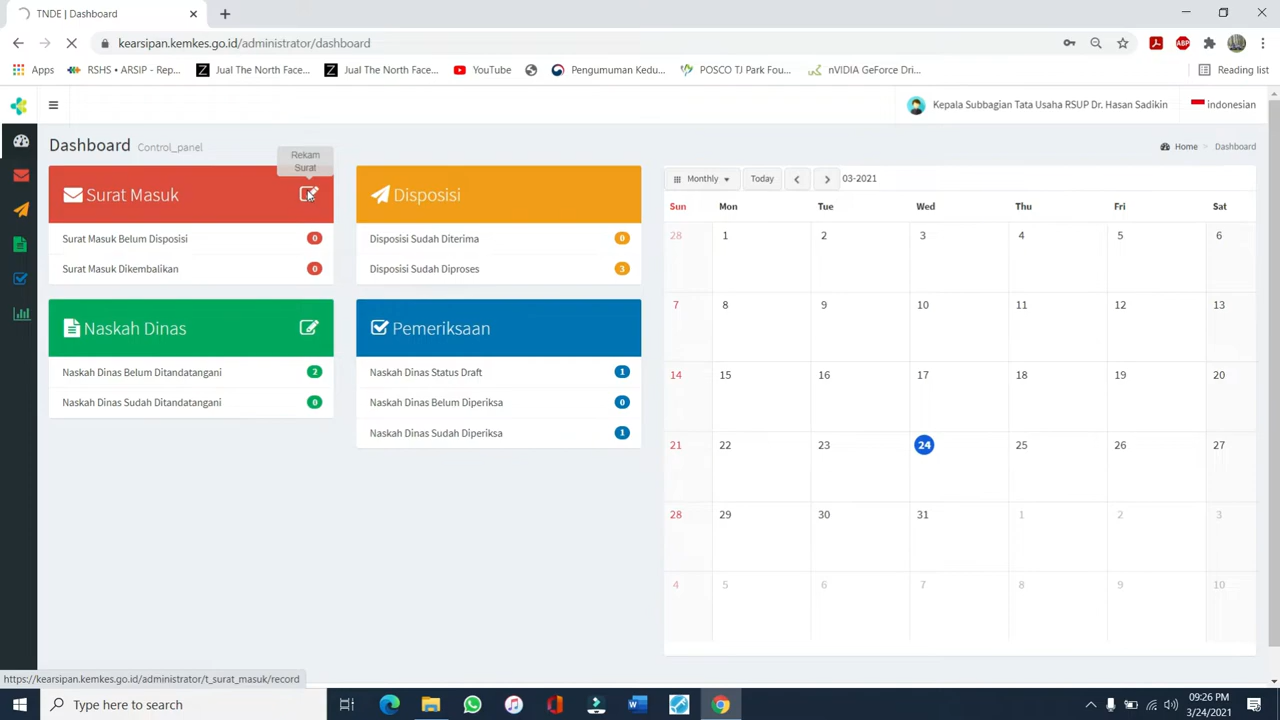 TNDE | Dashboard
kearsipan.kemkes.go.id/administrator/dashboard
Apps
RSHS ▸ ARSIP - Rep...
Jual The North Face...
Jual The North Face...
YouTube
Pengumuman Kedu...
POSCO TJ Park Fou...
nVIDIA GeForce Dri...
Reading list
Kepala Subbagian Tata Usaha RSUP Dr. Hasan Sadikin
indonesian
Dashboard Control_panel
Home > Dashboard
Rekam
Surat
Surat Masuk
Surat Masuk Belum Disposisi 0
Surat Masuk Dikembalikan 0
Disposisi
Disposisi Sudah Diterima 0
Disposisi Sudah Diproses 3
Naskah Dinas
Naskah Dinas Belum Ditandatangani 2
Naskah Dinas Sudah Ditandatangani 0
Pemeriksaan
Naskah Dinas Status Draft 1
Naskah Dinas Belum Diperiksa 0
Naskah Dinas Sudah Diperiksa 1
Monthly Today 03-2021
Sun Mon Tue Wed Thu Fri Sat
28 1 2 3 4 5 6
7 8 9 10 11 12 13
14 15 16 17 18 19 20
21 22 23 24 25 26 27
28 29 30 31 1 2 3
4 5 6 7 8 9 10
https://kearsipan.kemkes.go.id/administrator/t_surat_masuk/record
Type here to search
09:26 PM
3/24/2021